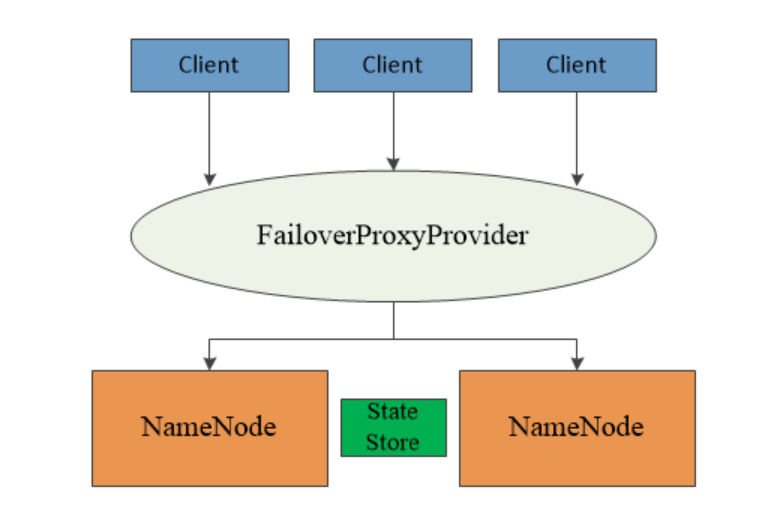 Client
Client
Client
FailoverProxyProvider
NameNode
State
Store
NameNode